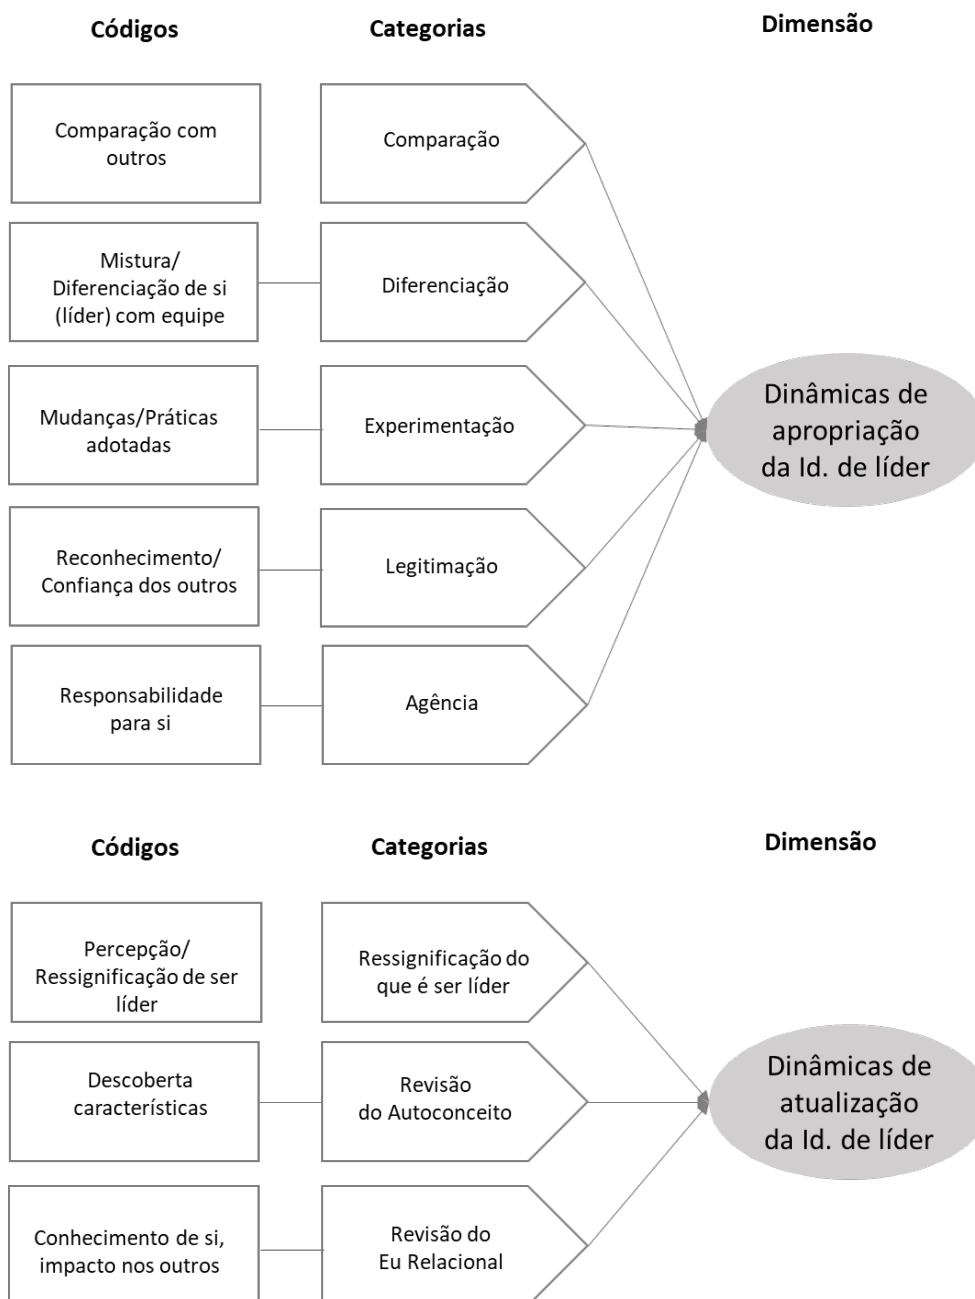 Códigos
Categorias
Dimensão
Comparação com
outros
Comparação
Mistura/
Diferenciação de si
(líder) com equipe
Diferenciação
Mudanças/Práticas
adotadas
Experimentação
Reconhecimento/
Confiança dos outros
Legitimação
Responsabilidade
para si
Agência
Dinâmicas de
apropriação
da Id. de líder
Códigos
Categorias
Dimensão
Percepção/
Ressignificação de ser
líder
Ressignificação do
que é ser líder
Descoberta
características
Revisão
do Autoconceito
Conhecimento de si,
impacto nos outros
Revisão do
Eu Relacional
Dinâmicas de
atualização
da Id. de líder